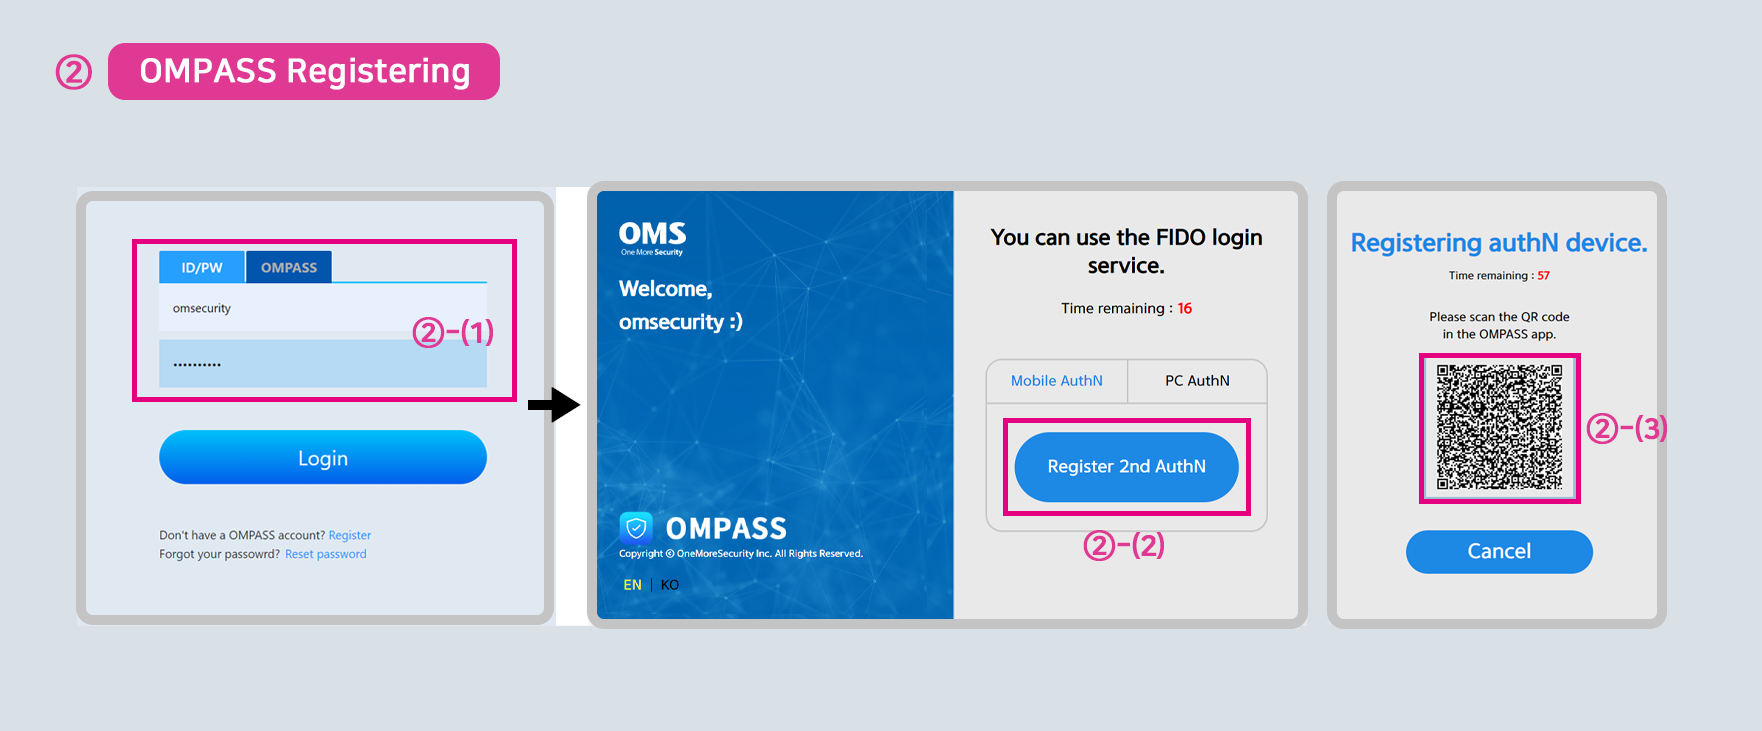 ② OMPASS Registering
ID/PW OMPASS
omsecurity
②-(1)
••••••••••
Login
Don't have a OMPASS account? Register
Forgot your passowrd? Reset password
OMS
One More Security
Welcome,
omsecurity :)
OMPASS
Copyright © OneMoreSecurity Inc. All Rights Reserved.
EN | KO
You can use the FIDO login
service.
Time remaining : 16
Mobile AuthN PC AuthN
Register 2nd AuthN
②-(2)
Registering authN device.
Time remaining : 57
Please scan the QR code
in the OMPASS app.
②-(3)
Cancel